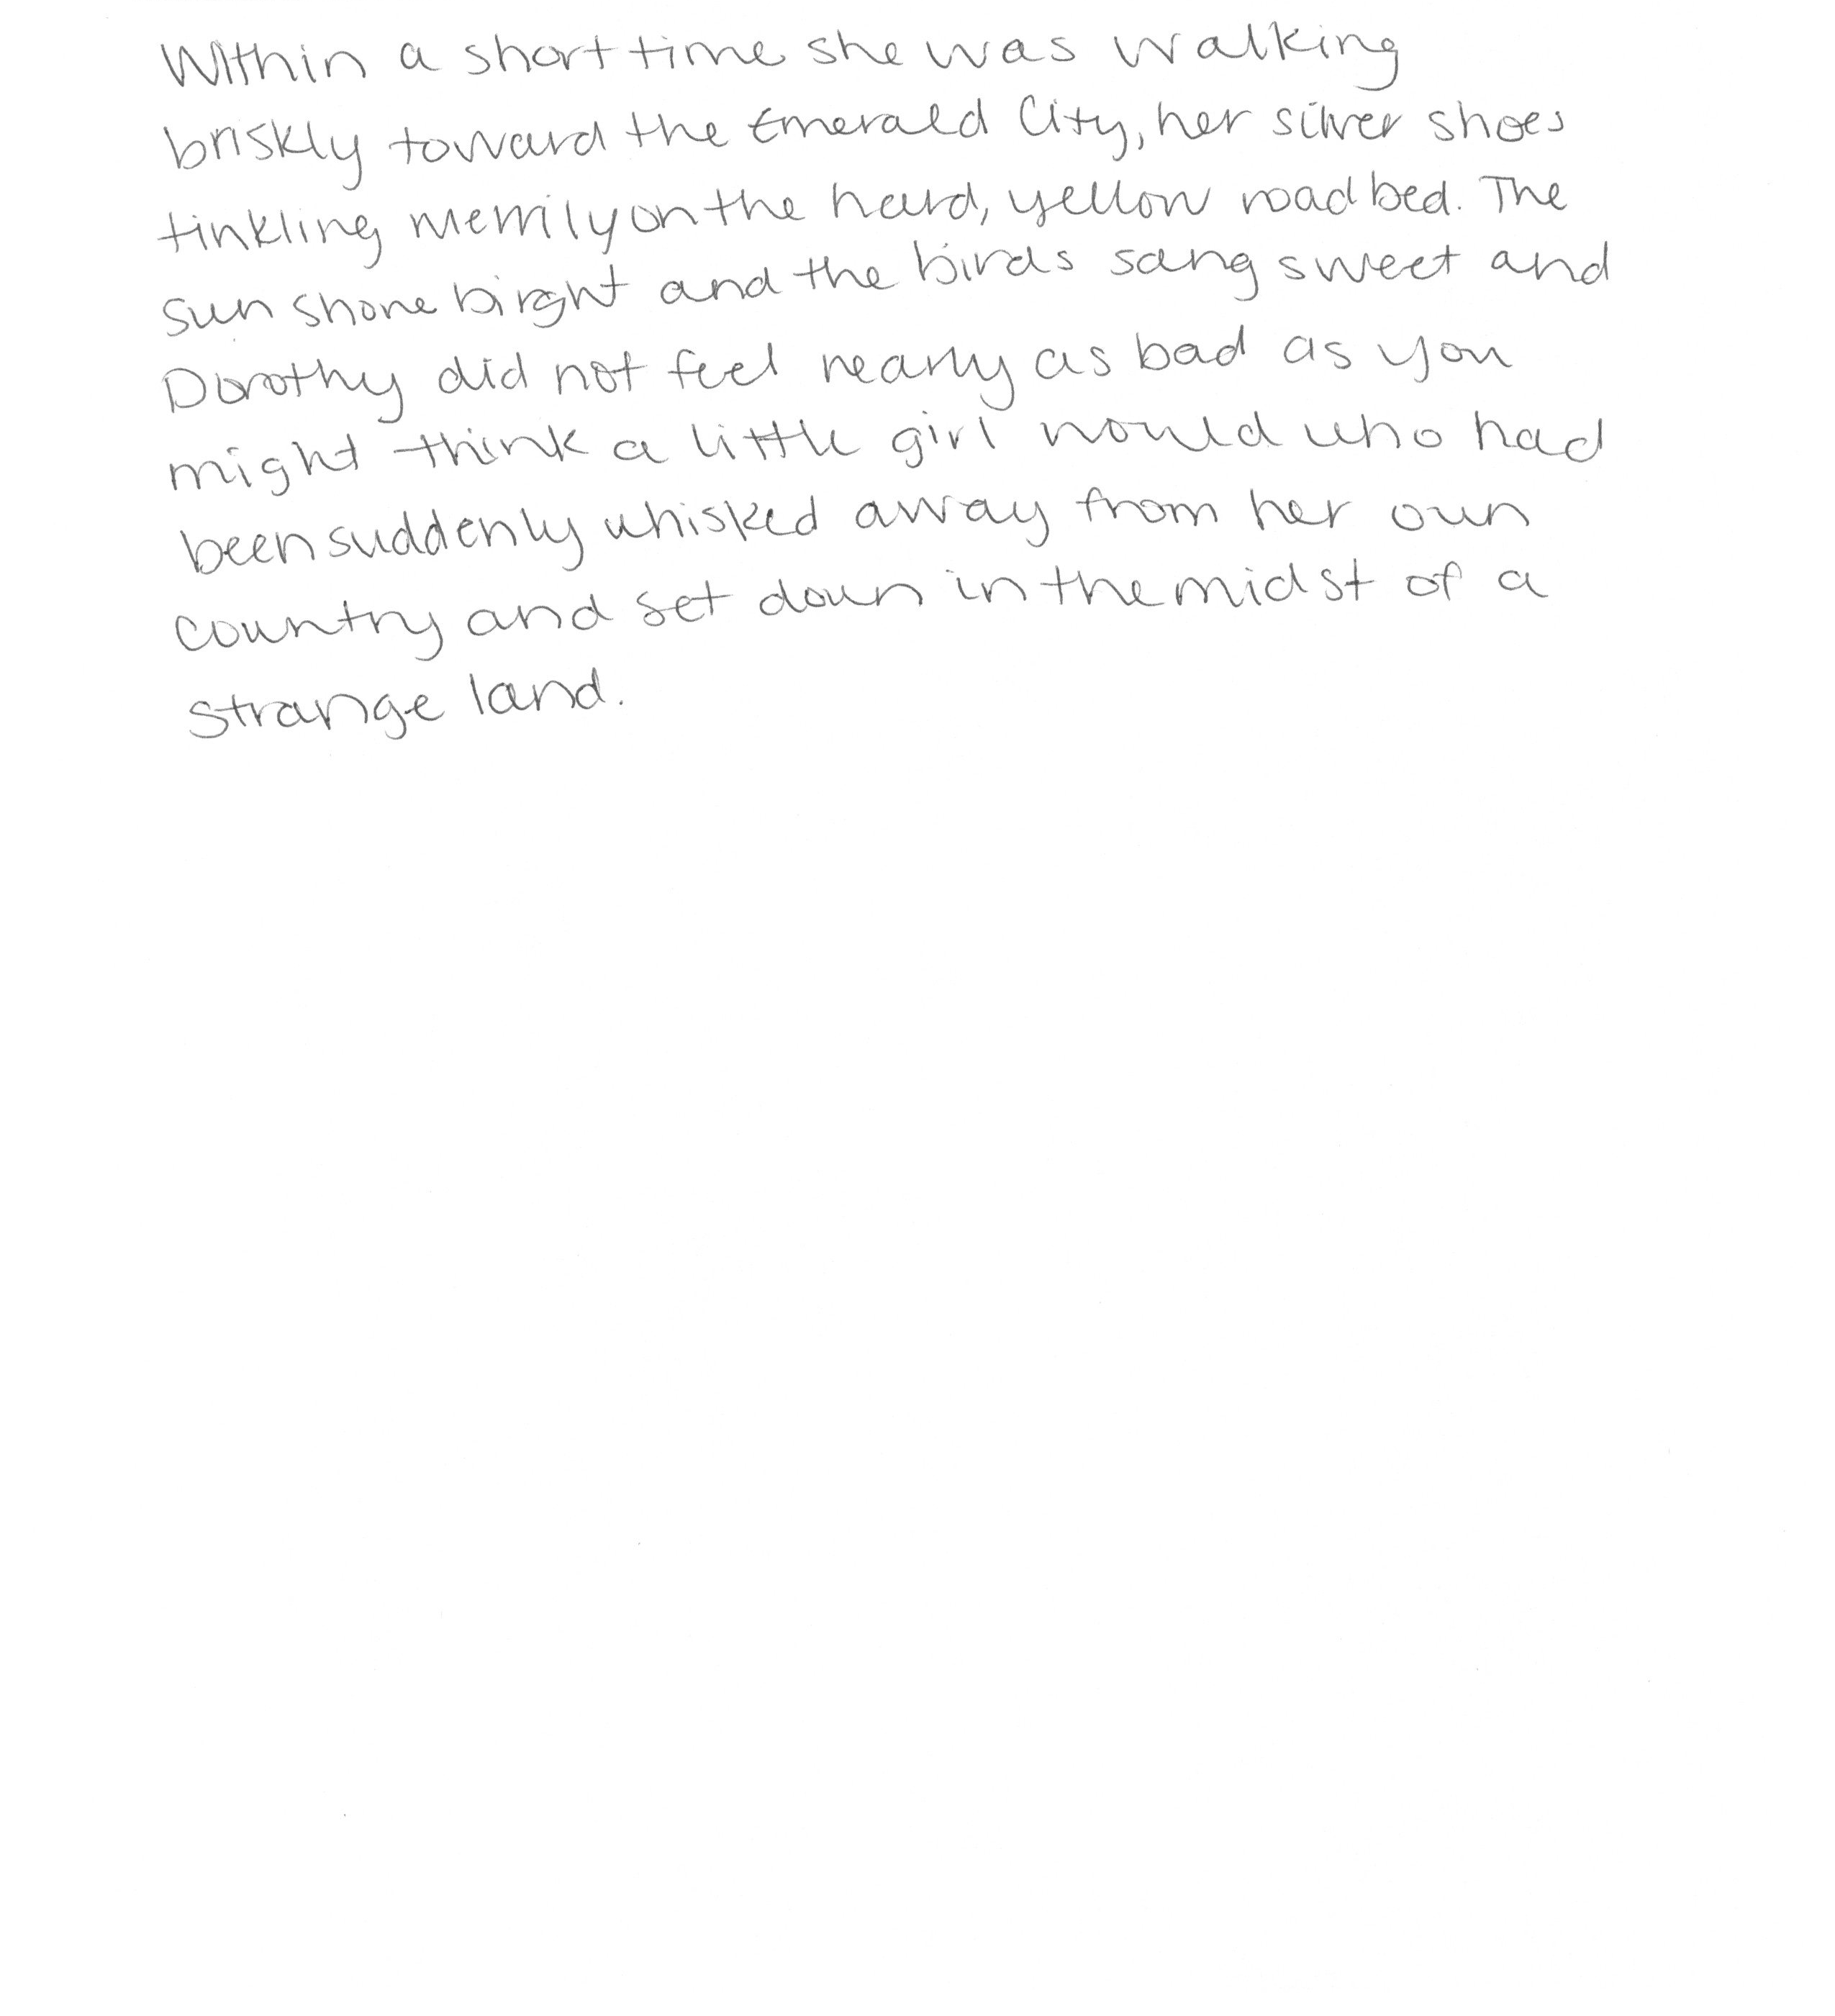 Within a short time she was walking
briskly toward the Emerald City, her silver shoes
tinkling merrily on the hard, yellow roadbed. The
sun shone birght and the birds sang sweet and
Dorothy did not feel nearly as bad as you
might think a little girl would who had
been suddenly whisked away from her own
country and set down in the midst of a
strange land.